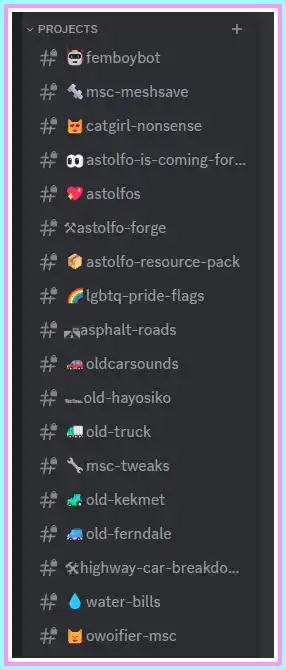 PROJECTS
femboybot
msc-meshsave
catgirl-nonsense
astolfo-is-coming-for...
astolfos
astolfo-forge
astolfo-resource-pack
lgbtq-pride-flags
asphalt-roads
oldcarsounds
old-hayosiko
old-truck
msc-tweaks
old-kekmet
old-ferndale
highway-car-breakdo...
water-bills
owoifier-msc